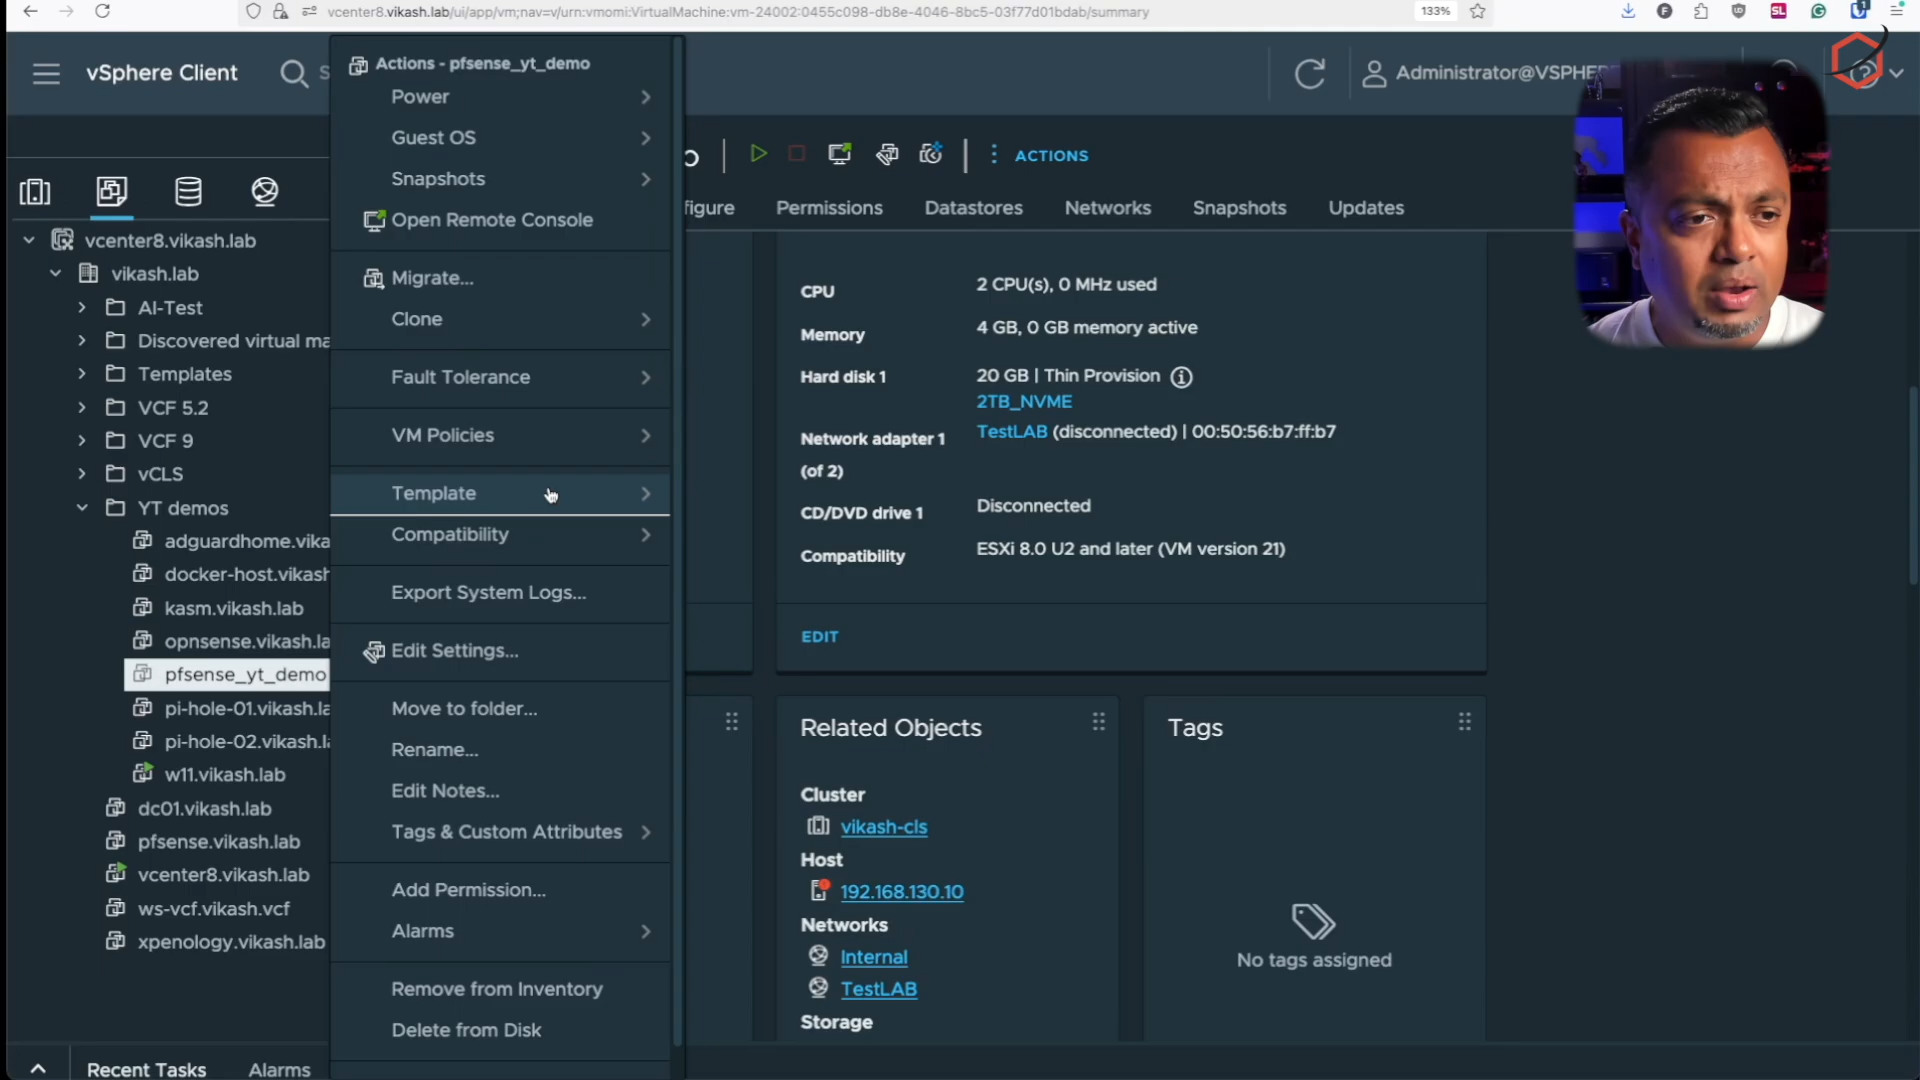 vcenter8.vikash.lab/ui/app/vm;nav=v/urn:vmomi:VirtualMachine:vm-24002:0455c098-db8e-4046-8bc5-03f77d01bdab/summary
133%
vSphere Client
Administrator@VSPHE
Actions - pfsense_yt_demo
Power
Guest OS
Snapshots
Open Remote Console
Migrate...
Clone
Fault Tolerance
VM Policies
Template
Compatibility
Export System Logs...
Edit Settings...
Move to folder...
Rename...
Edit Notes...
Tags & Custom Attributes
Add Permission...
Alarms
Remove from Inventory
Delete from Disk
ACTIONS
figure
Permissions
Datastores
Networks
Snapshots
Updates
vcenter8.vikash.lab
vikash.lab
AI-Test
Discovered virtual ma
Templates
VCF 5.2
VCF 9
vCLS
YT demos
adguardhome.vika
docker-host.vikash
kasm.vikash.lab
opnsense.vikash.la
pfsense_yt_demo
pi-hole-01.vikash.la
pi-hole-02.vikash.l
w11.vikash.lab
dc01.vikash.lab
pfsense.vikash.lab
vcenter8.vikash.lab
ws-vcf.vikash.vcf
xpenology.vikash.lab
CPU
2 CPU(s), 0 MHz used
Memory
4 GB, 0 GB memory active
Hard disk 1
20 GB | Thin Provision
2TB_NVME
Network adapter 1
(of 2)
TestLAB (disconnected) | 00:50:56:b7:ff:b7
CD/DVD drive 1
Disconnected
Compatibility
ESXi 8.0 U2 and later (VM version 21)
EDIT
Related Objects
Cluster
vikash-cls
Host
192.168.130.10
Networks
Internal
TestLAB
Storage
Tags
No tags assigned
Recent Tasks
Alarms